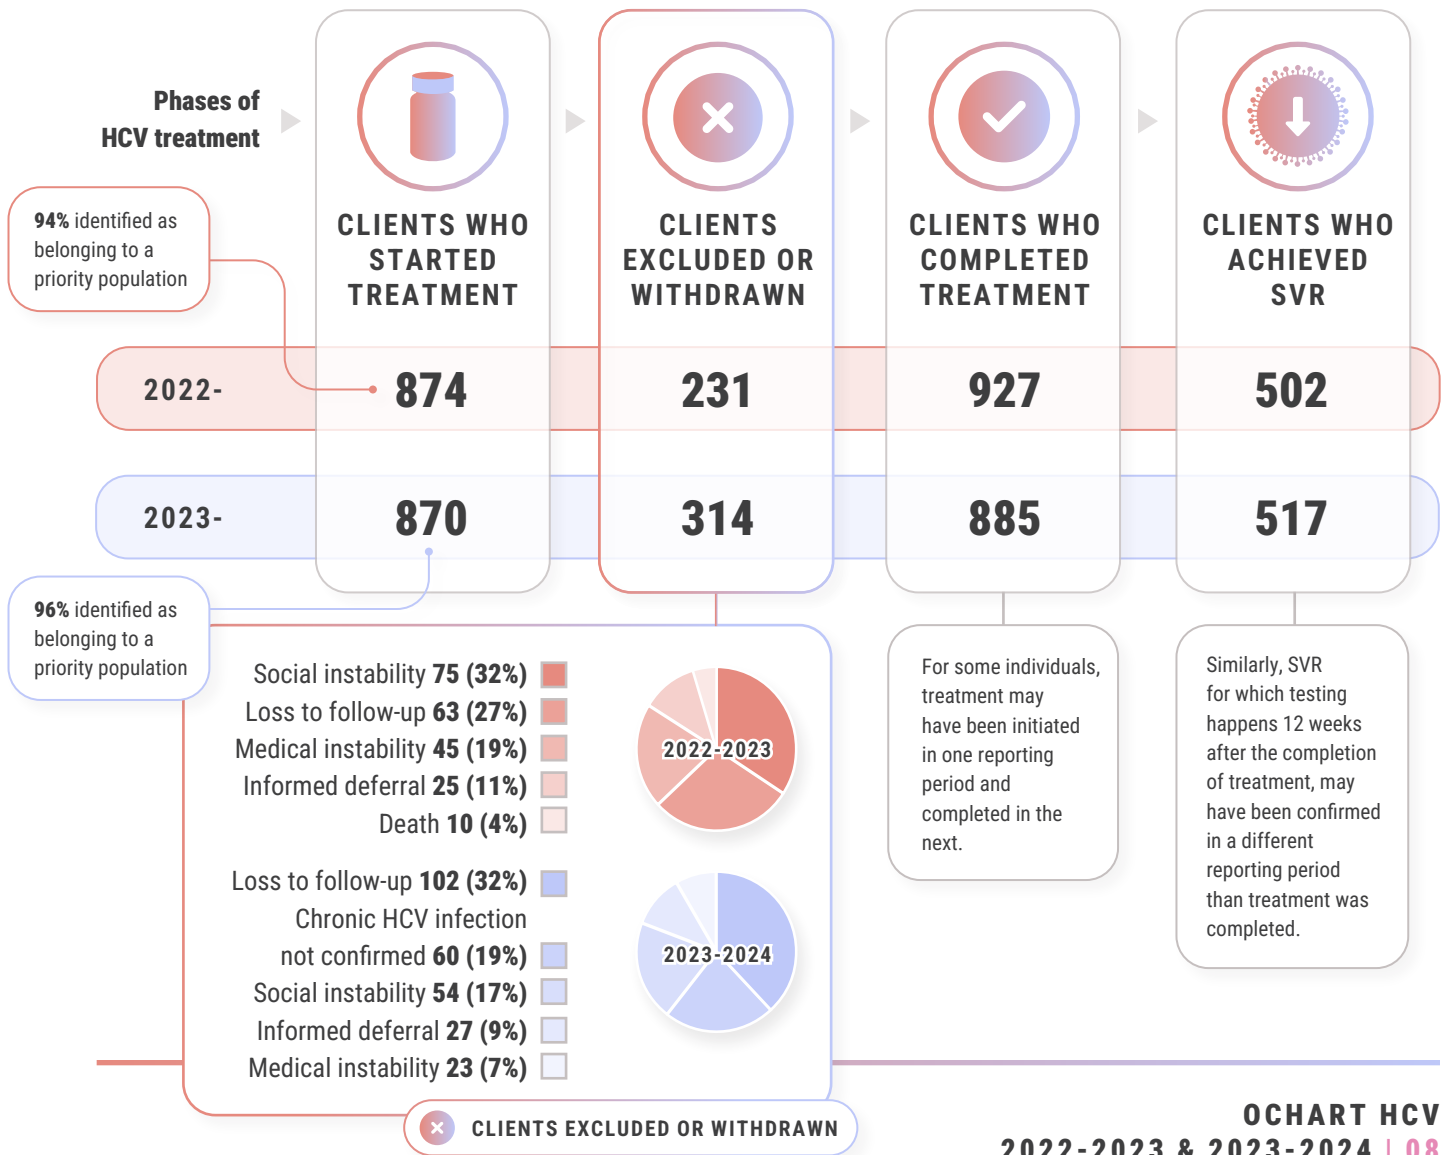 Phases of
HCV treatment
94% identified as
belonging to a
priority population
CLIENTS WHO
STARTED
TREATMENT
CLIENTS
EXCLUDED OR
WITHDRAWN
CLIENTS WHO
COMPLETED
TREATMENT
CLIENTS WHO
ACHIEVED
SVR
2022- 874 231 927 502
2023- 870 314 885 517
96% identified as
belonging to a
priority population
Social instability 75 (32%)
Loss to follow-up 63 (27%)
Medical instability 45 (19%)
Informed deferral 25 (11%)
Death 10 (4%)
2022-2023
Loss to follow-up 102 (32%)
Chronic HCV infection
not confirmed 60 (19%)
Social instability 54 (17%)
Informed deferral 27 (9%)
Medical instability 23 (7%)
2023-2024
CLIENTS EXCLUDED OR WITHDRAWN
For some individuals,
treatment may
have been initiated
in one reporting
period and
completed in the
next.
Similarly, SVR
for which testing
happens 12 weeks
after the completion
of treatment, may
have been confirmed
in a different
reporting period
than treatment was
completed.
OCHART HCV
2022-2023 & 2023-2024 | 08